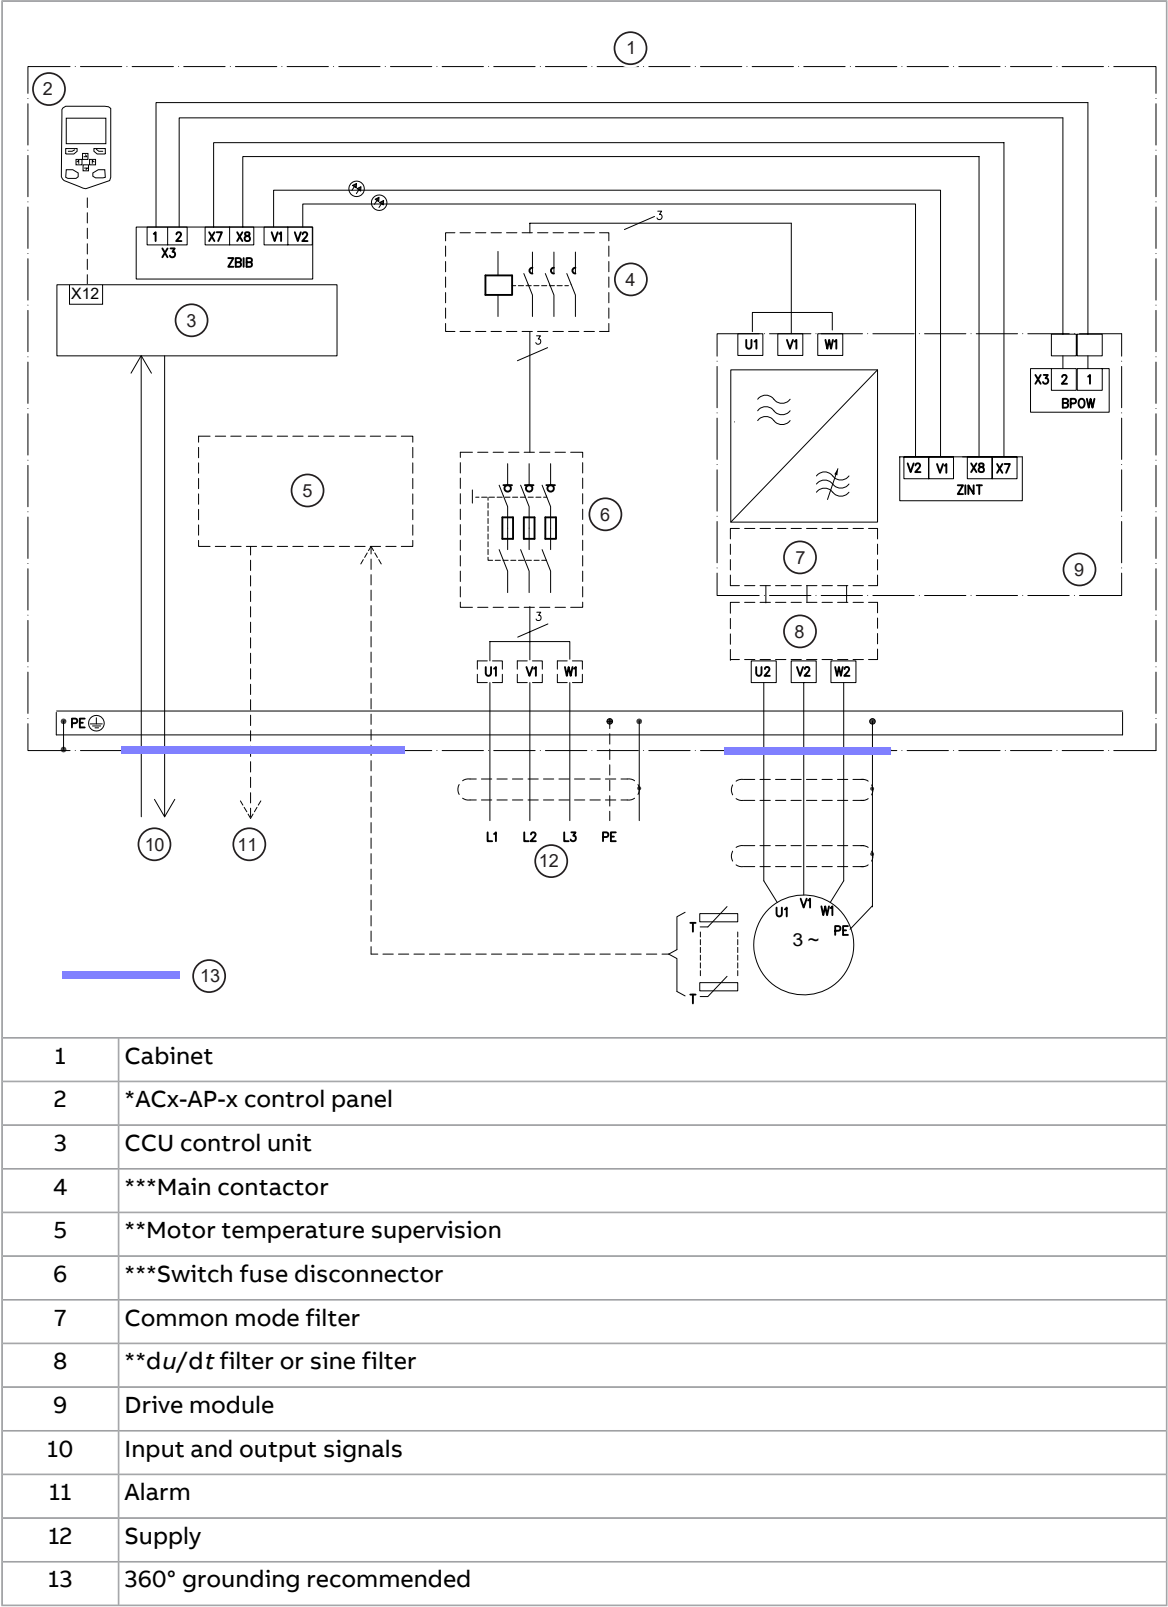 1
2
3
1 2 X7 X8 V1 V2
X3
ZBIB
X12
3
4
3
U1 V1 W1
X3 2 1
BPOW
5
6
V2 V1 X8 X7
ZINT
7
9
3
8
U1 V1 W1
U2 V2 W2
PE
10
11
L1 L2 L3 PE
12
U1 V1 W1
PE
3 ~
T
T
13
1 Cabinet
2 *ACx-AP-x control panel
3 CCU control unit
4 ***Main contactor
5 **Motor temperature supervision
6 ***Switch fuse disconnector
7 Common mode filter
8 **du/dt filter or sine filter
9 Drive module
10 Input and output signals
11 Alarm
12 Supply
13 360° grounding recommended